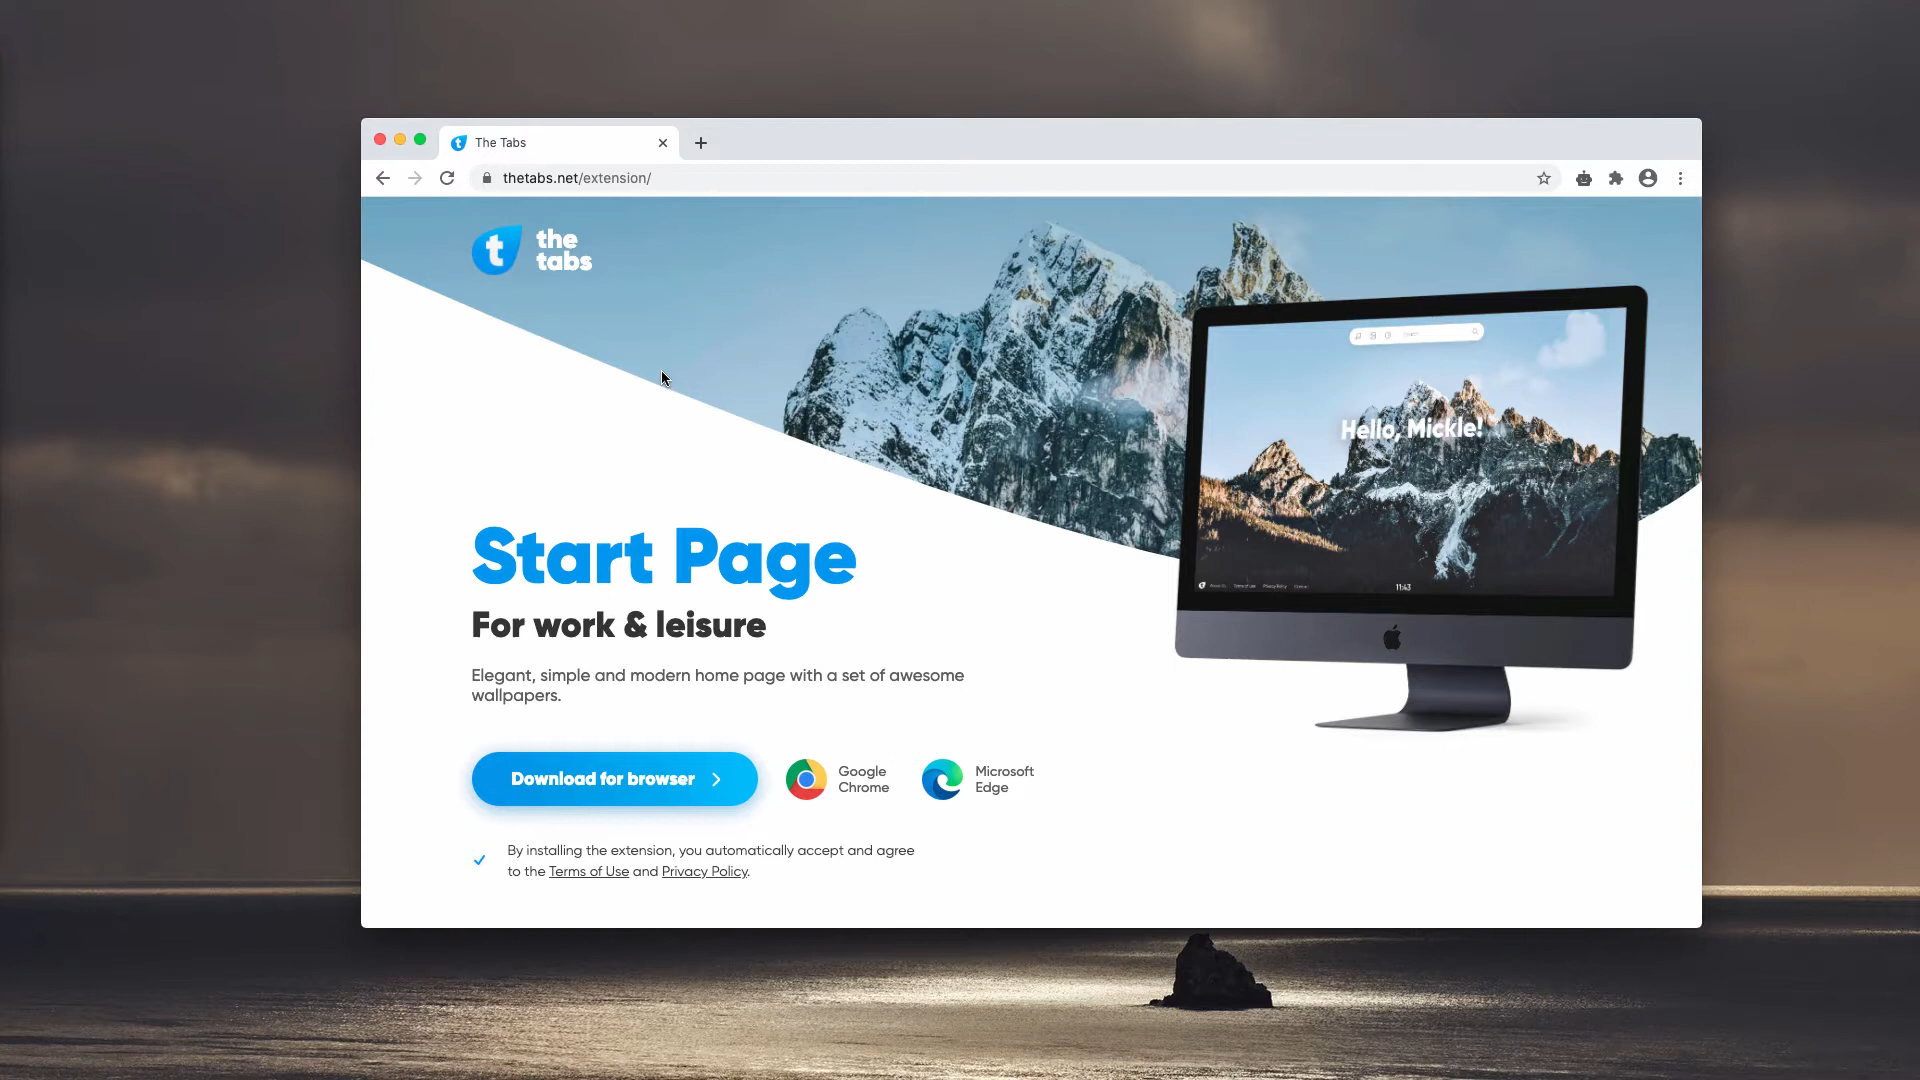 The Tabs
thetabs.net/extension/
the
tabs
Hello, Mickle!
11:43
Start Page
For work & leisure
Elegant, simple and modern home page with a set of awesome
wallpapers.
Download for browser
Google
Chrome
Microsoft
Edge
By installing the extension, you automatically accept and agree
to the Terms of Use and Privacy Policy.